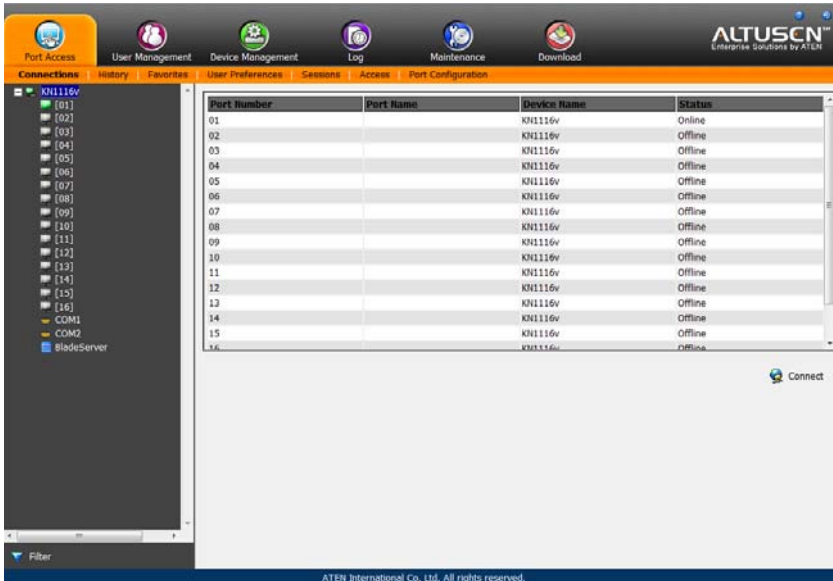 ALTUSEN™
Enterprise Solutions by ATEN
Port Access User Management Device Management Log Maintenance Download
Connections History Favorites User Preferences Sessions Access Port Configuration
KN1116v
[01]
[02]
[03]
[04]
[05]
[06]
[07]
[08]
[09]
[10]
[11]
[12]
[13]
[14]
[15]
[16]
COM1
COM2
BladeServer
Filter
Port Number Port Name Device Name Status
01 KN1116v Online
02 KN1116v Offline
03 KN1116v Offline
04 KN1116v Offline
05 KN1116v Offline
06 KN1116v Offline
07 KN1116v Offline
08 KN1116v Offline
09 KN1116v Offline
10 KN1116v Offline
11 KN1116v Offline
12 KN1116v Offline
13 KN1116v Offline
14 KN1116v Offline
15 KN1116v Offline
16 KN1116v Offline
Connect
ATEN International Co. Ltd. All rights reserved.